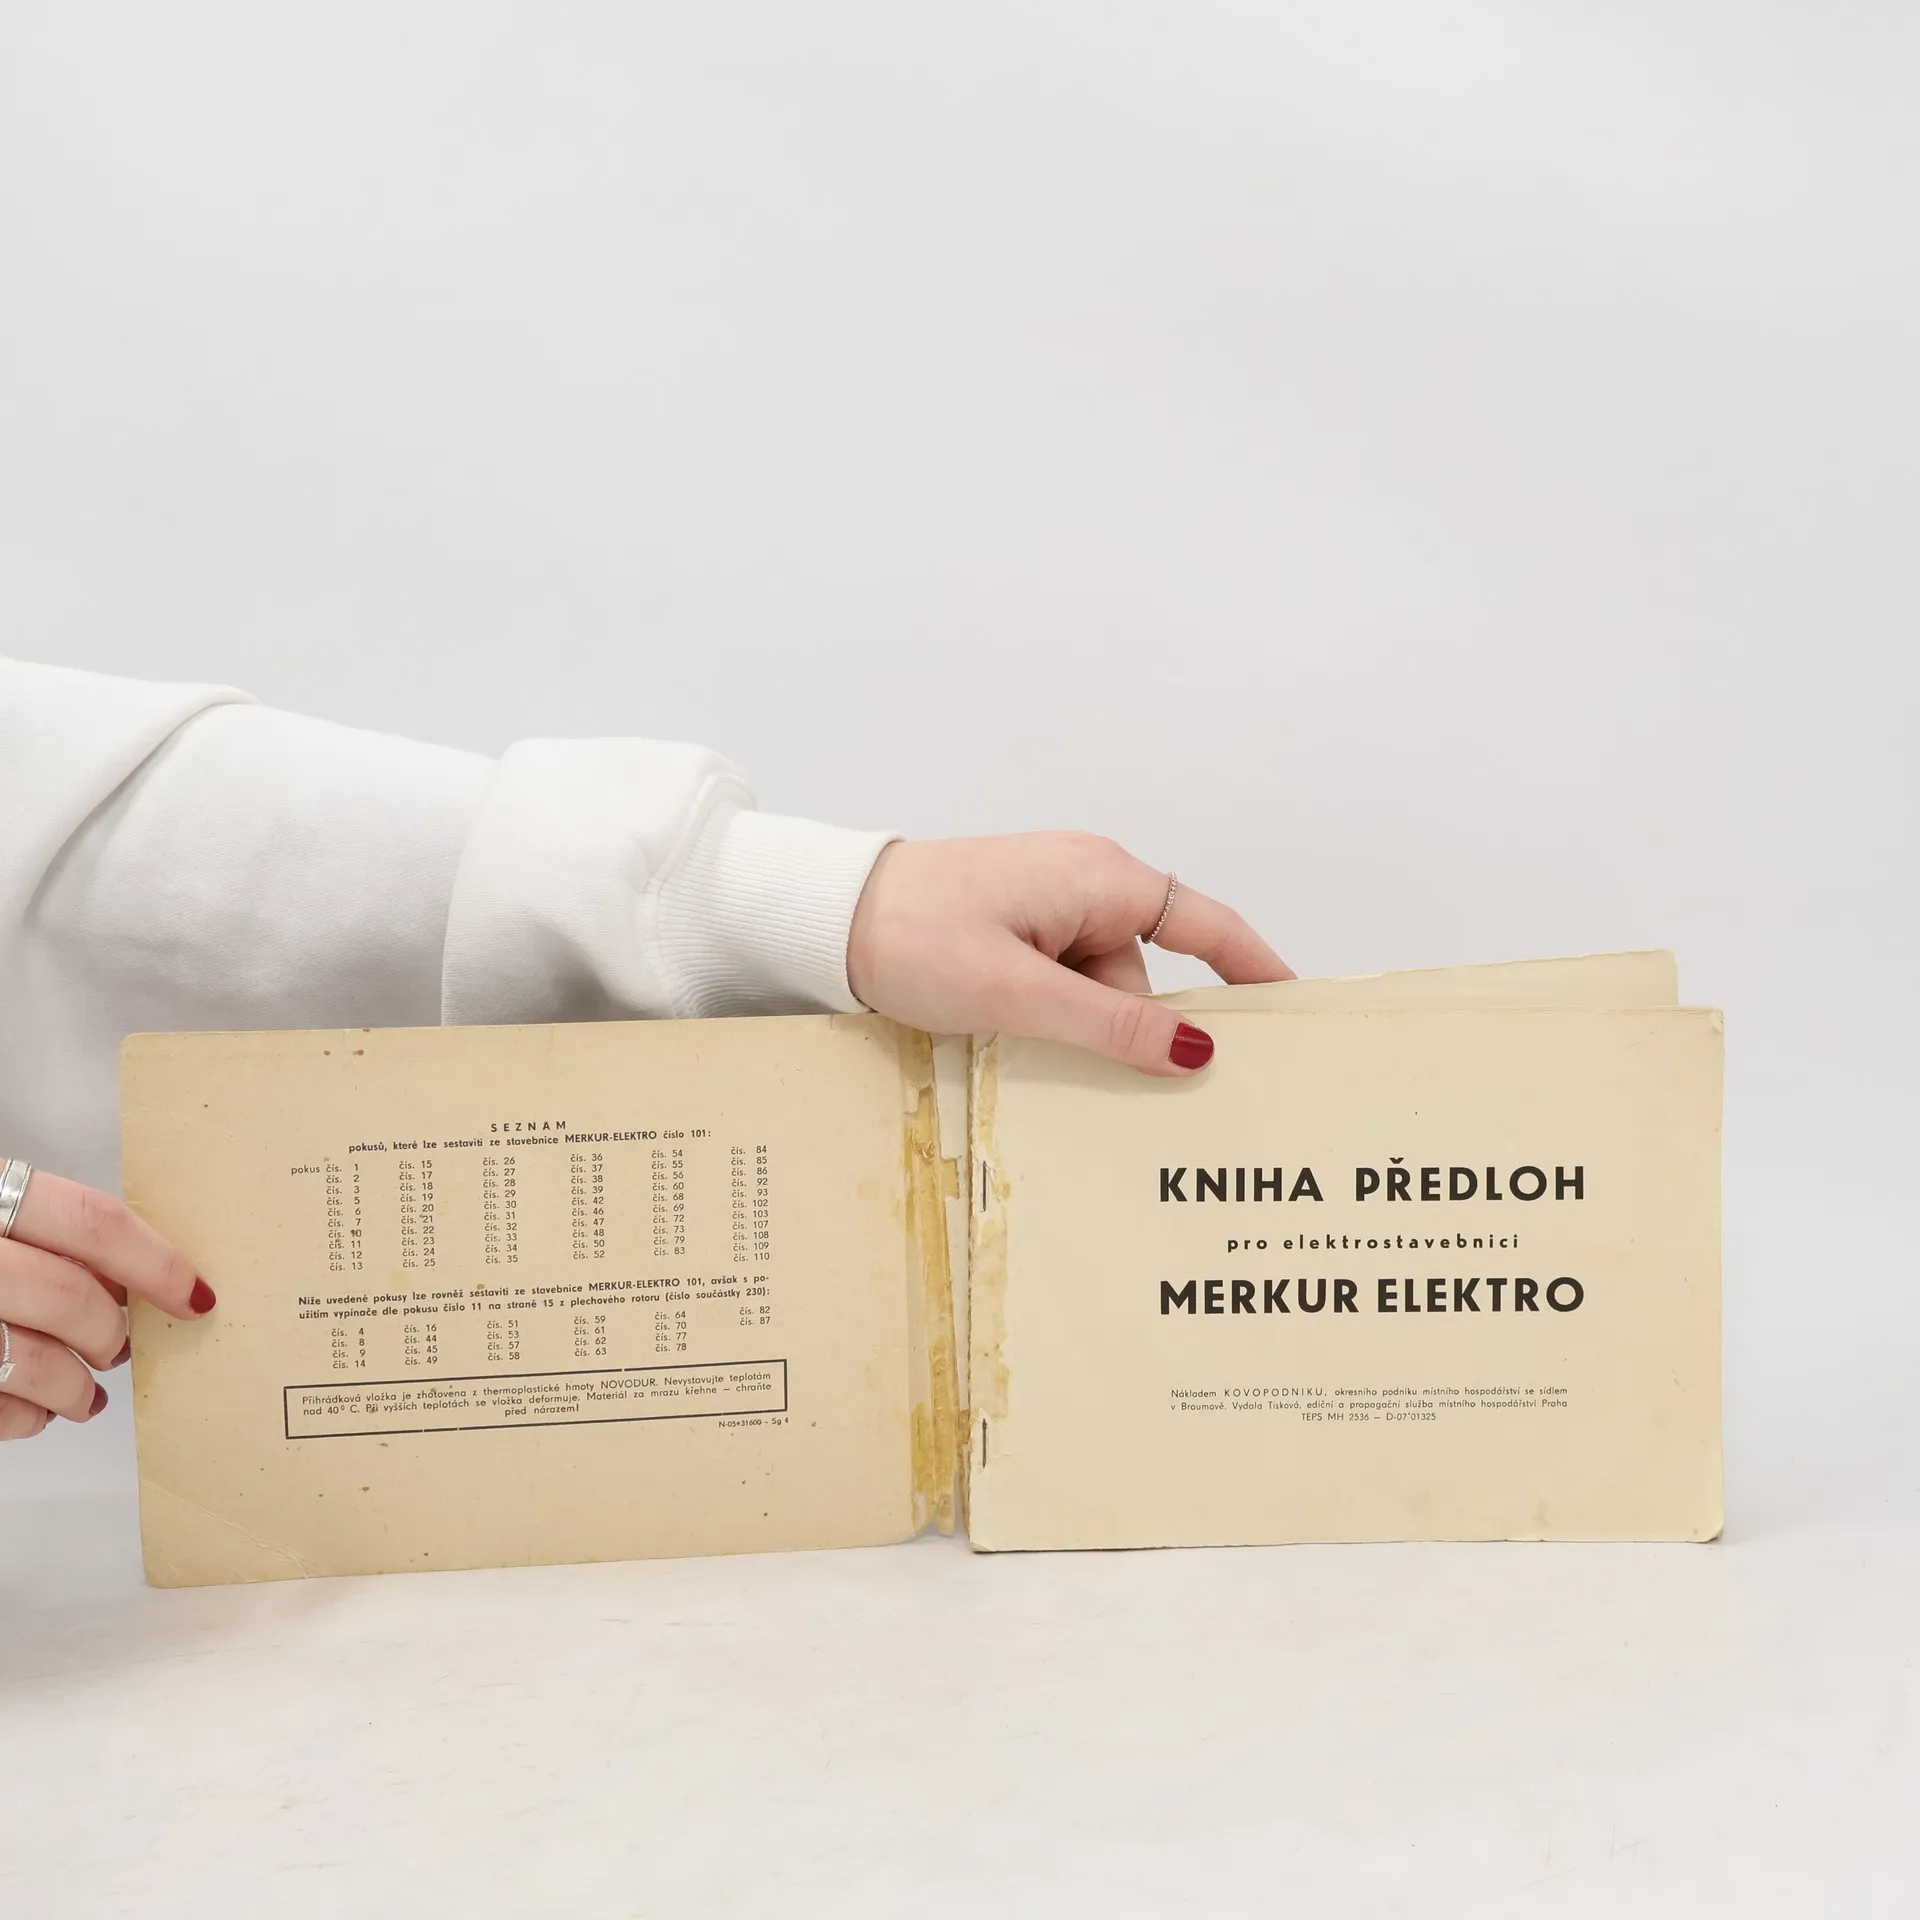 SEZNAM
pokusů, které lze sestaviti ze stavebnice MERKUR-ELEKTRO číslo 101:
pokus čís. 1 čís. 15 čís. 26 čís. 36 čís. 54 čís. 84
čís. 2 čís. 17 čís. 27 čís. 37 čís. 55 čís. 85
čís. 3 čís. 18 čís. 28 čís. 38 čís. 56 čís. 86
čís. 5 čís. 19 čís. 29 čís. 39 čís. 60 čís. 92
čís. 6 čís. 20 čís. 30 čís. 42 čís. 68 čís. 93
čís. 7 čís. 21 čís. 31 čís. 46 čís. 69 čís. 102
čís. 10 čís. 22 čís. 32 čís. 47 čís. 72 čís. 103
čís. 11 čís. 23 čís. 33 čís. 48 čís. 73 čís. 107
čís. 12 čís. 24 čís. 34 čís. 50 čís. 79 čís. 108
čís. 13 čís. 25 čís. 35 čís. 52 čís. 83 čís. 109
čís. 110
Níže uvedené pokusy lze rovněž sestaviti ze stavebnice MERKUR-ELEKTRO 101, avšak s po-
užitím vypínače dle pokusu číslo 11 na straně 15 z plechového rotoru (číslo součástky 230):
čís. 4 čís. 16 čís. 51 čís. 59 čís. 64 čís. 82
čís. 8 čís. 44 čís. 53 čís. 61 čís. 70 čís. 87
čís. 9 čís. 45 čís. 57 čís. 62 čís. 77
čís. 14 čís. 49 čís. 58 čís. 63 čís. 78
Přihrádková vložka je zhotovena z thermoplastické hmoty NOVODUR. Nevystavujte teplotám
nad 40° C. Při vyšších teplotách se vložka deformuje. Materiál za mrazu křehne — chraňte
před nárazem!
N-05*31600 - Sg 4
KNIHA PŘEDLOH
pro elektrostavebnici
MERKUR ELEKTRO
Nákladem KOVOPODNIKU, okresního podniku místního hospodářství se sídlem
v Broumově. Vydala Tisková, ediční a propagační služba místního hospodářství Praha
TEPS MH 2536 — D-07*01325